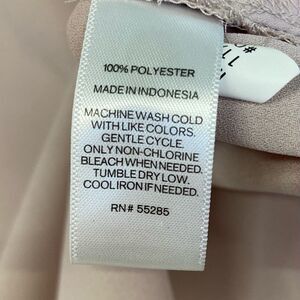 100% POLYESTER
MADE IN INDONESIA
MACHINE WASH COLD
WITH LIKE COLORS.
GENTLE CYCLE.
ONLY NON-CHLORINE
BLEACH WHEN NEEDED.
TUMBLE DRY LOW.
COOL IRON IF NEEDED.
RN# 55285